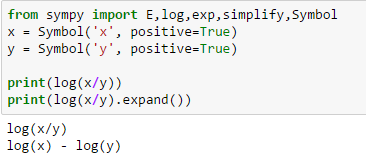 from sympy import E,log,exp,simplify,Symbol
x = Symbol('x', positive=True)
y = Symbol('y', positive=True)
print(log(x/y))
print(log(x/y).expand())
log(x/y)
log(x) - log(y)